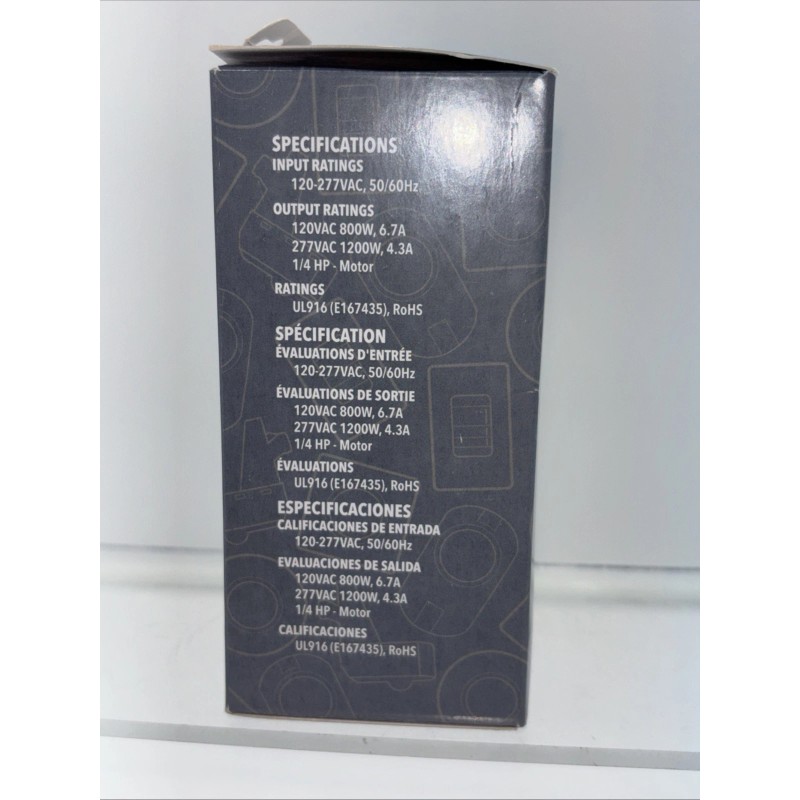 SPECIFICATIONS
INPUT RATINGS
120-277VAC, 50/60Hz
OUTPUT RATINGS
120VAC 800W, 6.7A
277VAC 1200W, 4.3A
1/4 HP - Motor
RATINGS
UL916 (E167435), RoHS
SPÉCIFICATION
ÉVALUATIONS D'ENTRÉE
120-277VAC, 50/60Hz
ÉVALUATIONS DE SORTIE
120VAC 800W, 6.7A
277VAC 1200W, 4.3A
1/4 HP - Motor
ÉVALUATIONS
UL916 (E167435), RoHS
ESPECIFICACIONES
CALIFICACIONES DE ENTRADA
120-277VAC, 50/60Hz
EVALUACIONES DE SALIDA
120VAC 800W, 6.7A
277VAC 1200W, 4.3A
1/4 HP - Motor
CALIFICACIONES
UL916 (E167435), RoHS